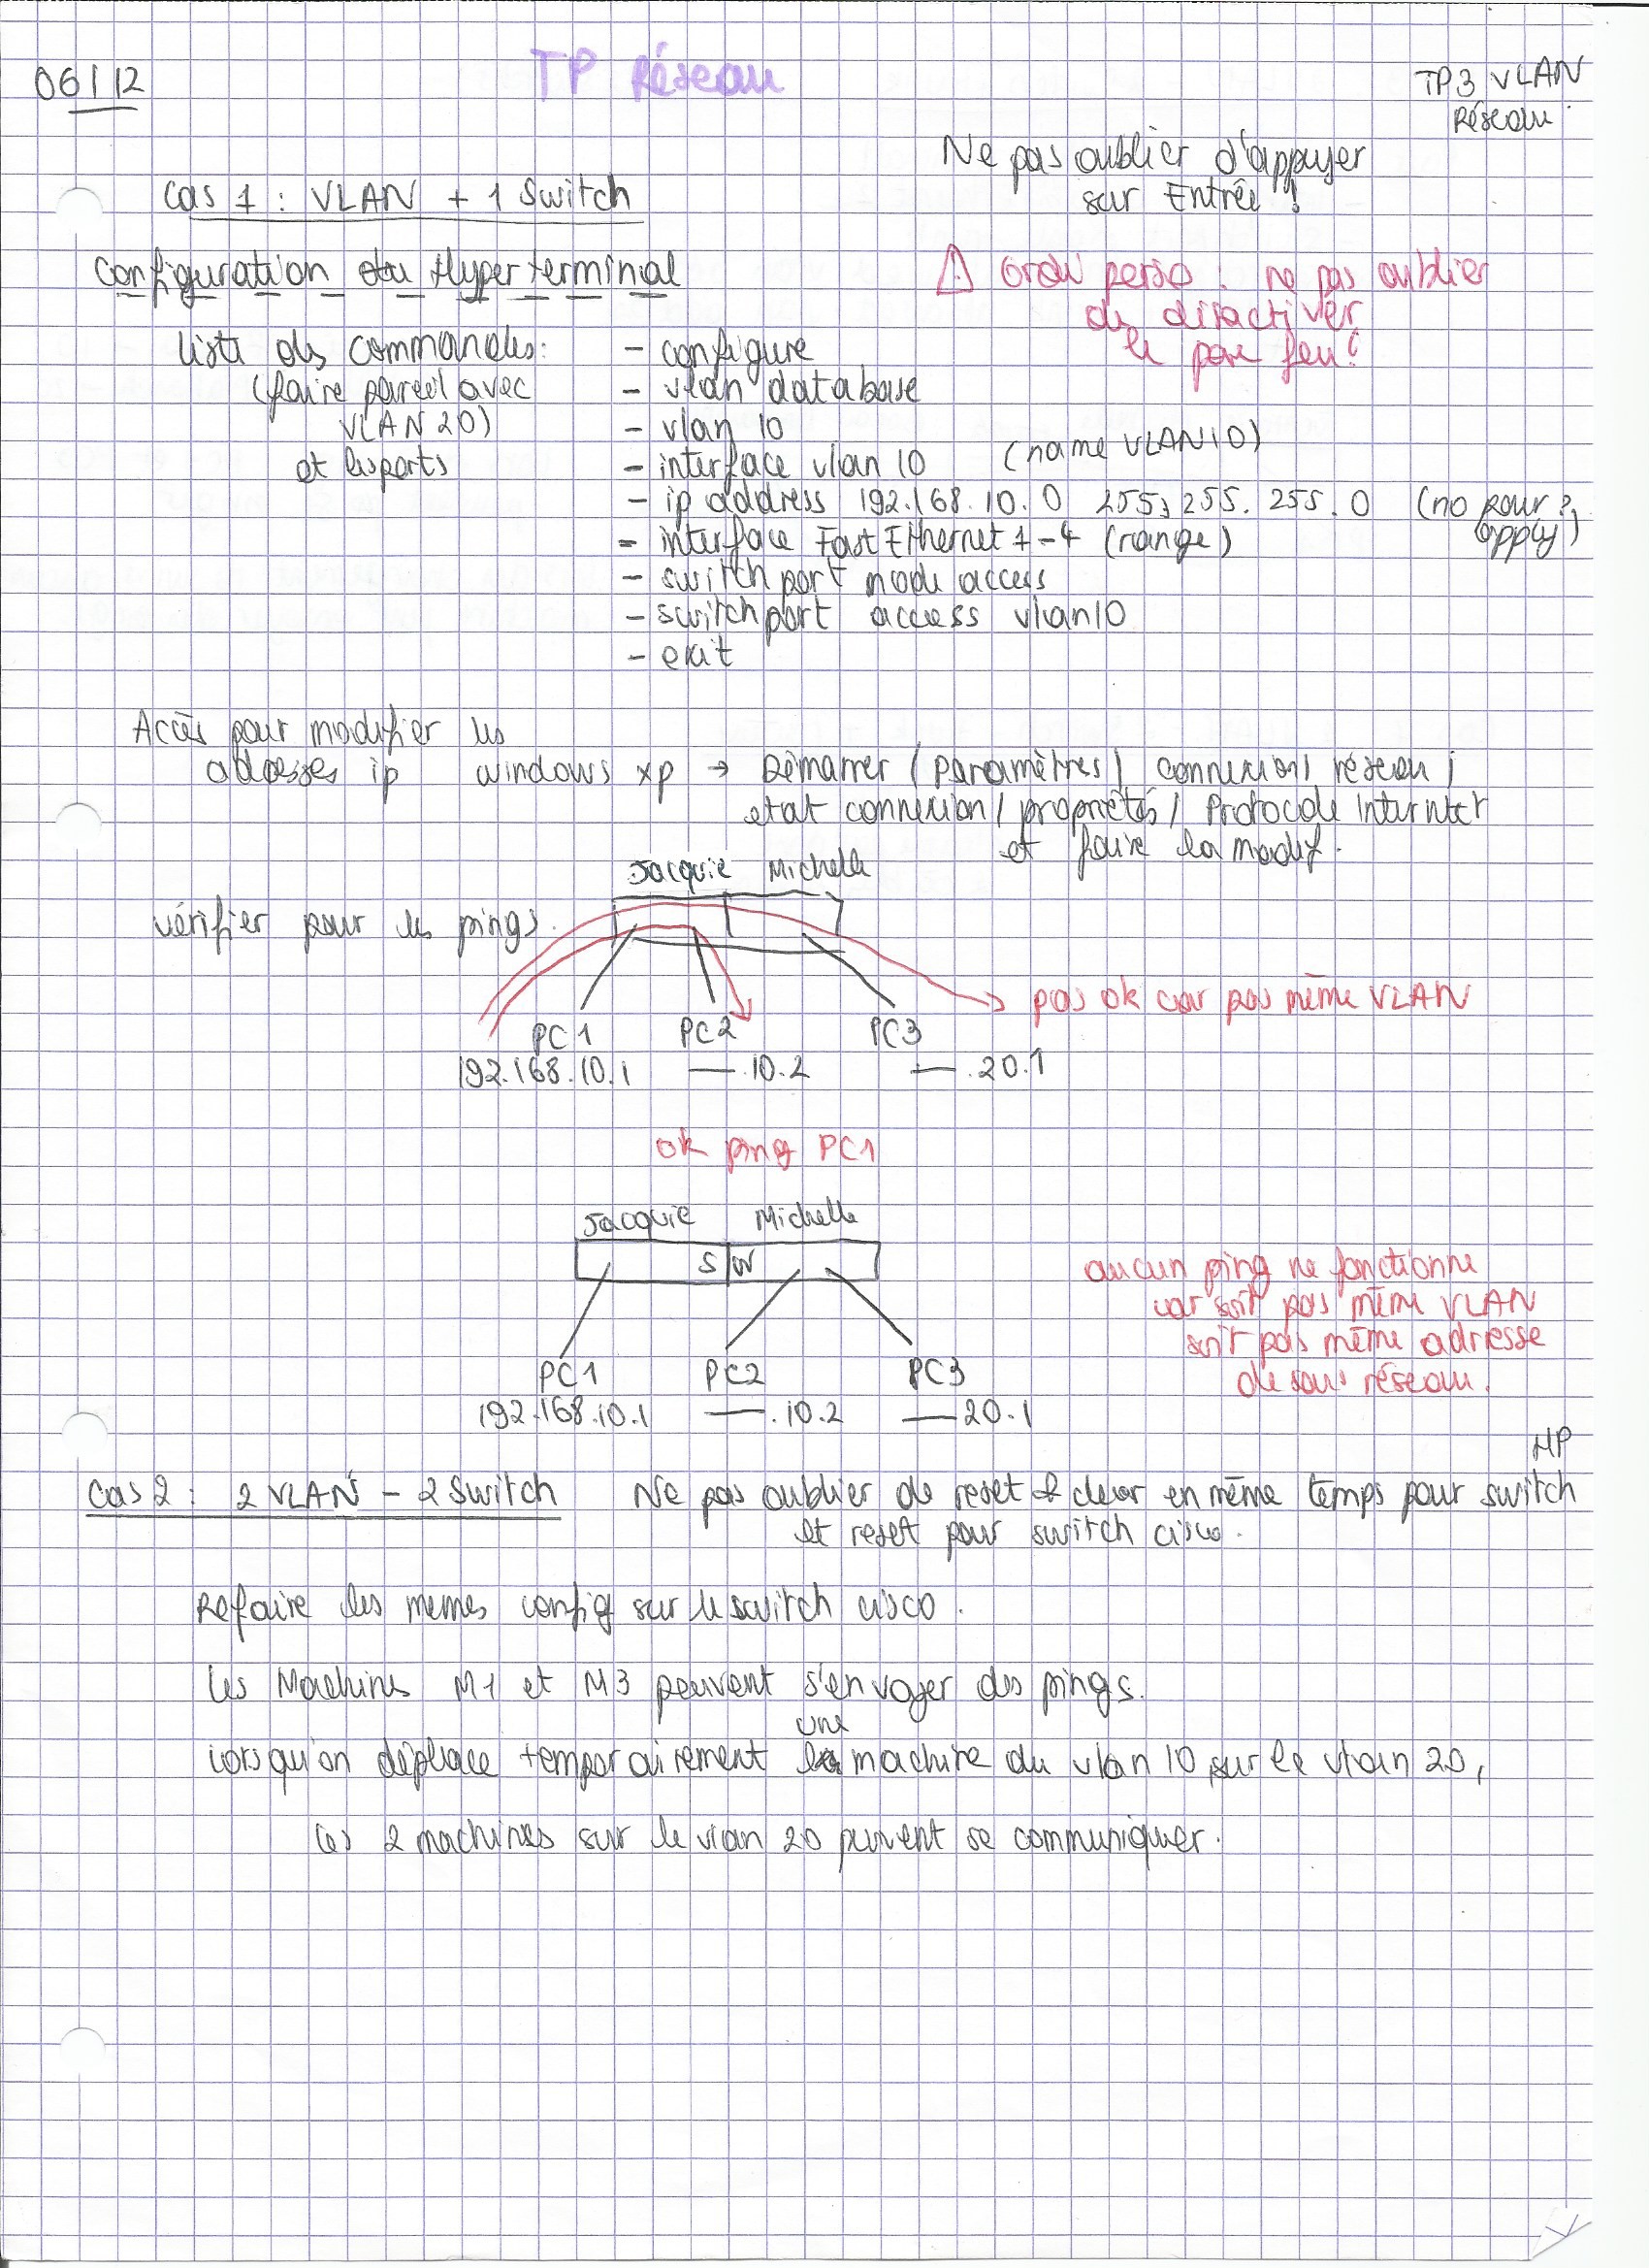 06/12
TP Réseau
TP3 VLAN
Réseau
Ne pas oublier d'appuyer
sur Entrée !
Cas 1 : VLAN + 1 Switch
Configuration du Hyperterminal
⚠ Ordi perso : ne pas oublier
de désactiver
le pare feu !
liste des commandes :
(faire pareil avec
VLAN 20)
et les ports
- configure
- vlan database
- vlan 10
- interface vlan 10 (name VLAN10)
- ip address 192.168.10.0 255.255.255.0 (no pour ?,
apply)
- interface FastEthernet 1-4 (range)
- switchport mode access
- switchport access vlan10
- exit
Accès pour modifier les
adresses ip windows xp → Démarrer / Paramètres / connexion réseau /
etat connexion / propriétés / Protocole Internet
et faire la modif.
Jacquie Michelle
vérifier pour les pings.
pas ok car pas même VLAN
PC1 PC2 PC3
192.168.10.1 —.10.2 —.20.1
ok ping PC1
Jacquie Michelle
S W
aucun ping ne fonctionne
car soit pas même VLAN
soit pas même adresse
de sous réseau.
PC1 PC2 PC3
192.168.10.1 —.10.2 —20.1
HP
Cas 2 : 2 VLAN - 2 Switch Ne pas oublier de reset & clear en même temps pour switch
et reset pour switch cisco.
Refaire les memes config sur le switch cisco.
les Machines M1 et M3 peuvent s'envoyer des pings.
une
lorsqu'on déplace temporairement machine du vlan 10 sur le vlan 20,
les 2 machines sur le vlan 20 peuvent se communiquer.